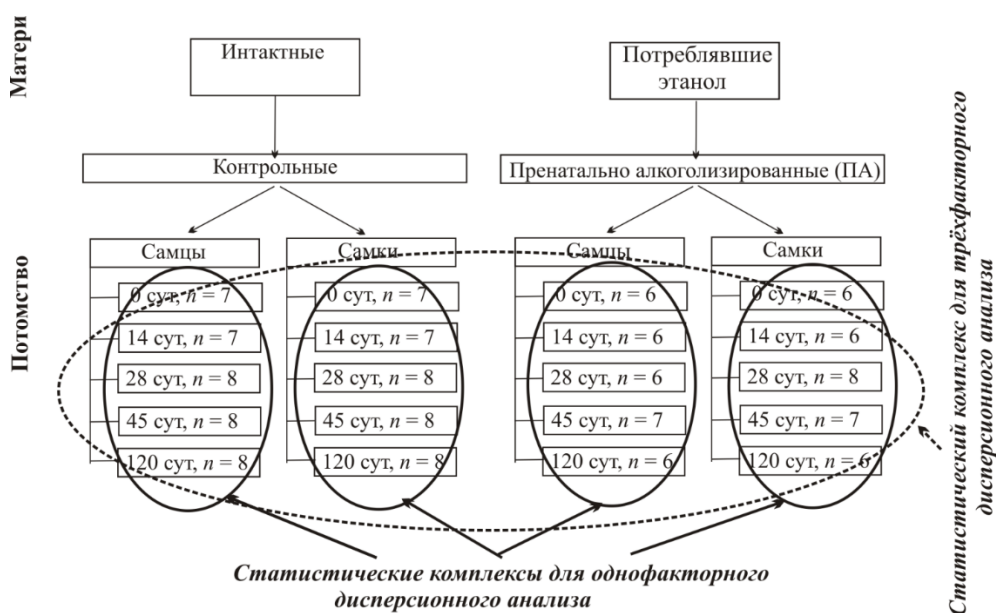 Матери
Интактные
Потреблявшие
этанол
Контрольные
Пренатально алкоголизированные (ПА)
Потомство
Самцы
0 сут, n = 7
14 сут, n = 7
28 сут, n = 8
45 сут, n = 8
120 сут, n = 8
Самки
0 сут, n = 7
14 сут, n = 7
28 сут, n = 8
45 сут, n = 8
120 сут, n = 8
Самцы
0 сут, n = 6
14 сут, n = 6
28 сут, n = 6
45 сут, n = 7
120 сут, n = 6
Самки
0 сут, n = 6
14 сут, n = 6
28 сут, n = 8
45 сут, n = 7
120 сут, n = 6
Статистический комплекс для трёхфакторного
дисперсионного анализа
Статистические комплексы для однофакторного
дисперсионного анализа